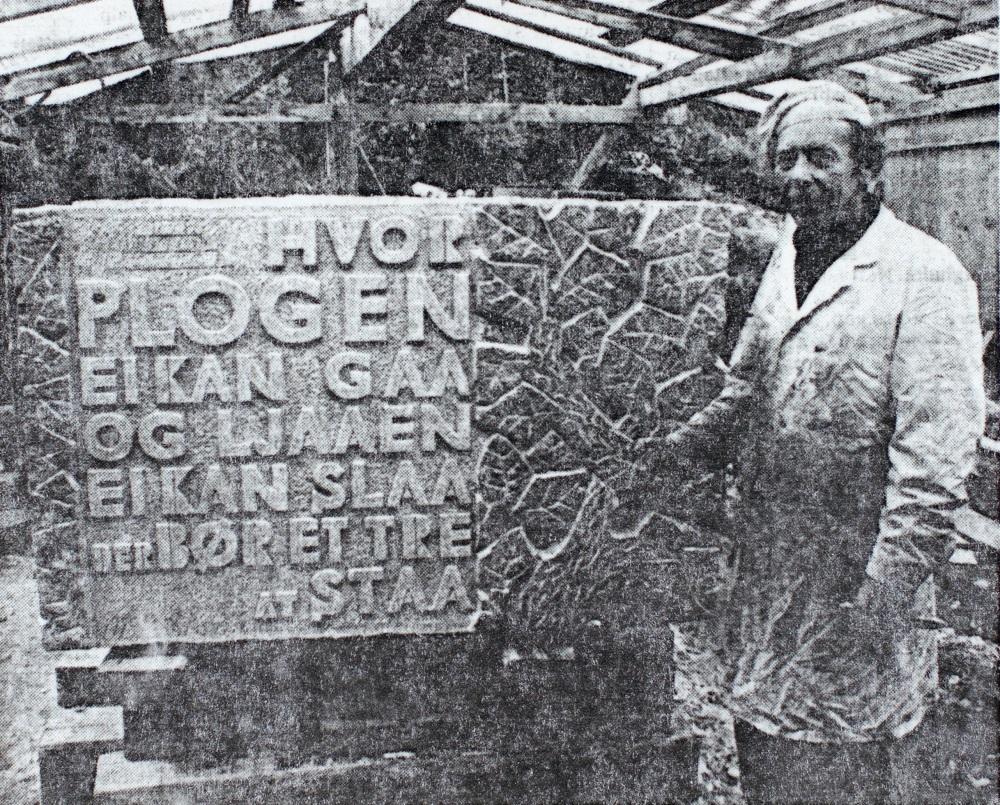 HVOR
PLOGEN
EI KAN GAA
OG LJAAEN
EI KAN SLAA
DER BØR ET TRE
AT STAA